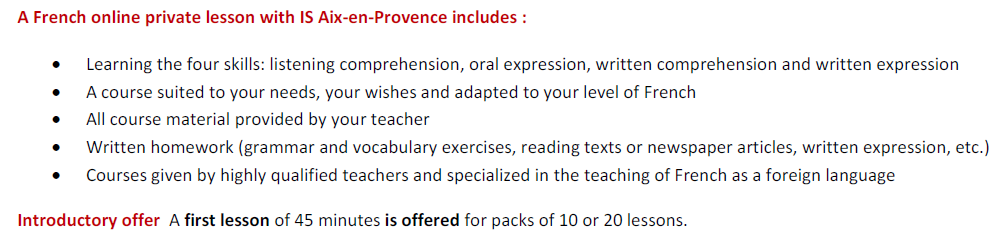 A French online private lesson with IS Aix-en-Provence includes :
• Learning the four skills: listening comprehension, oral expression, written comprehension and written expression
• A course suited to your needs, your wishes and adapted to your level of French
• All course material provided by your teacher
• Written homework (grammar and vocabulary exercises, reading texts or newspaper articles, written expression, etc.)
• Courses given by highly qualified teachers and specialized in the teaching of French as a foreign language
Introductory offer A first lesson of 45 minutes is offered for packs of 10 or 20 lessons.